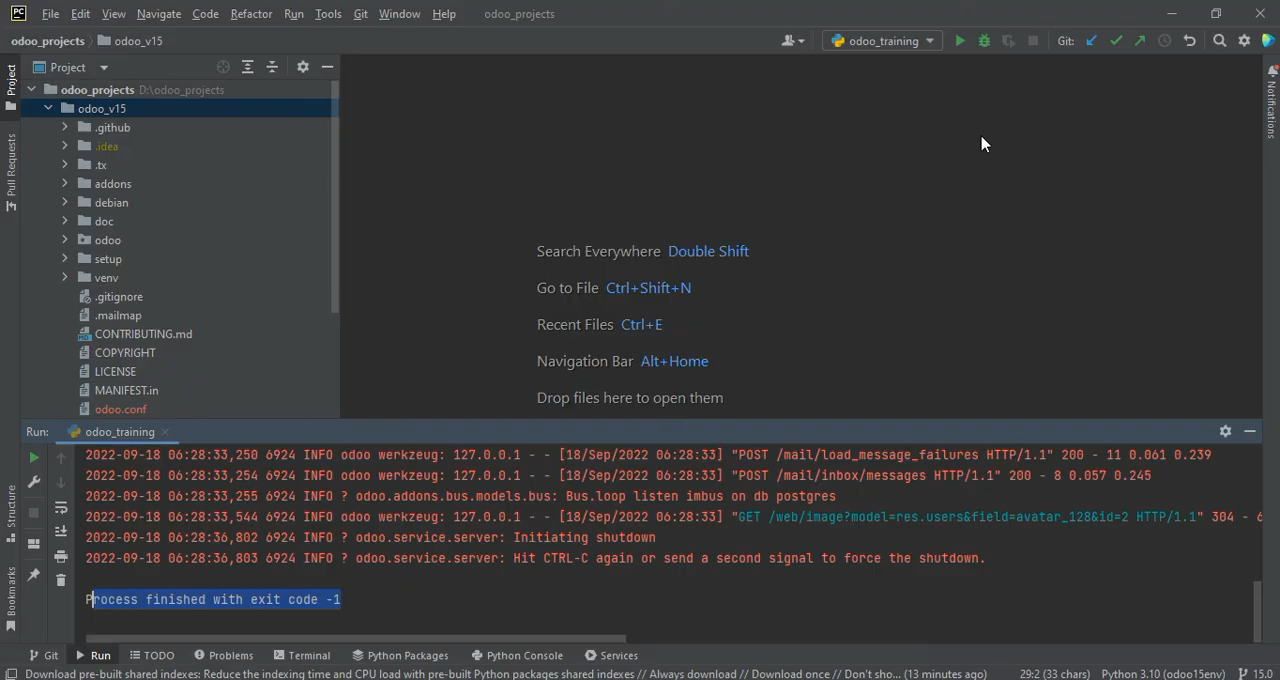 PC File Edit View Navigate Code Refactor Run Tools Git Window Help odoo_projects
odoo_projects odoo_v15 odoo_training Git:
Project
odoo_projects D:\odoo_projects
odoo_v15
.github
.idea
.tx
addons
debian
doc
odoo
setup
venv
.gitignore
.mailmap
CONTRIBUTING.md
COPYRIGHT
LICENSE
MANIFEST.in
odoo.conf
Project
Pull Requests
Structure
Bookmarks
Notifications
Search Everywhere Double Shift
Go to File Ctrl+Shift+N
Recent Files Ctrl+E
Navigation Bar Alt+Home
Drop files here to open them
Run: odoo_training
2022-09-18 06:28:33,250 6924 INFO odoo werkzeug: 127.0.0.1 - - [18/Sep/2022 06:28:33] "POST /mail/load_message_failures HTTP/1.1" 200 - 11 0.061 0.239
2022-09-18 06:28:33,254 6924 INFO odoo werkzeug: 127.0.0.1 - - [18/Sep/2022 06:28:33] "POST /mail/inbox/messages HTTP/1.1" 200 - 8 0.057 0.245
2022-09-18 06:28:33,255 6924 INFO ? odoo.addons.bus.models.bus: Bus.loop listen imbus on db postgres
2022-09-18 06:28:33,544 6924 INFO odoo werkzeug: 127.0.0.1 - - [18/Sep/2022 06:28:33] "GET /web/image?model=res.users&field=avatar_128&id=2 HTTP/1.1" 304 - 6
2022-09-18 06:28:36,802 6924 INFO ? odoo.service.server: Initiating shutdown
2022-09-18 06:28:36,803 6924 INFO ? odoo.service.server: Hit CTRL-C again or send a second signal to force the shutdown.
Process finished with exit code -1
Git Run TODO Problems Terminal Python Packages Python Console Services
Download pre-built shared indexes: Reduce the indexing time and CPU load with pre-built Python packages shared indexes // Always download // Download once // Don't sho... (13 minutes ago) 29:2 (33 chars) Python 3.10 (odoo15env) 15.0